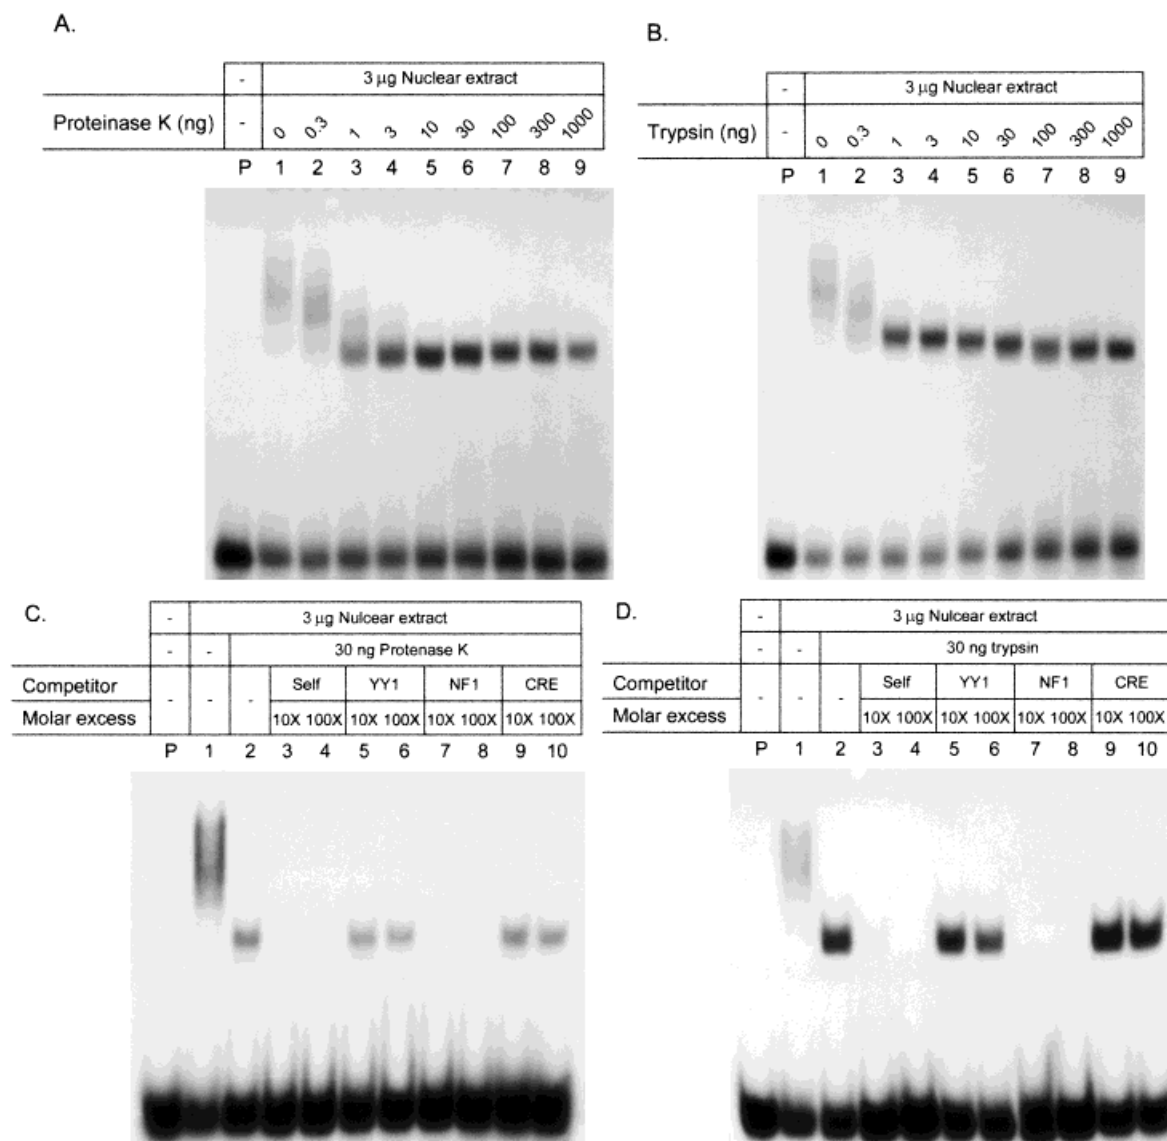 A.
- 3 μg Nuclear extract
Proteinase K (ng) - 0 0.3 1 3 10 30 100 300 1000
P 1 2 3 4 5 6 7 8 9
B.
- 3 μg Nuclear extract
Trypsin (ng) - 0 0.3 1 3 10 30 100 300 1000
P 1 2 3 4 5 6 7 8 9
C.
- 3 μg Nulcear extract
- - 30 ng Protenase K
Competitor - - - Self YY1 NF1 CRE
Molar excess 10X 100X 10X 100X 10X 100X 10X 100X
P 1 2 3 4 5 6 7 8 9 10
D.
- 3 μg Nulcear extract
- - 30 ng trypsin
Competitor - - - Self YY1 NF1 CRE
Molar excess 10X 100X 10X 100X 10X 100X 10X 100X
P 1 2 3 4 5 6 7 8 9 10